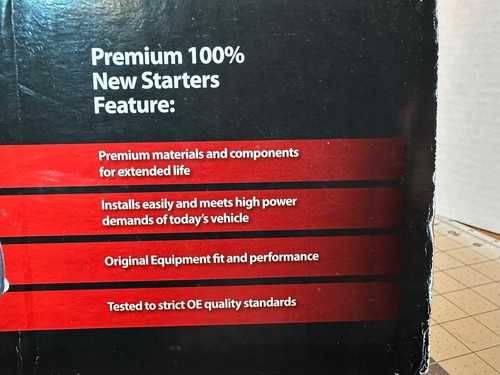 Premium 100%
New Starters
Feature:
Premium materials and components
for extended life
Installs easily and meets high power
demands of today's vehicle
Original Equipment fit and performance
Tested to strict OE quality standards